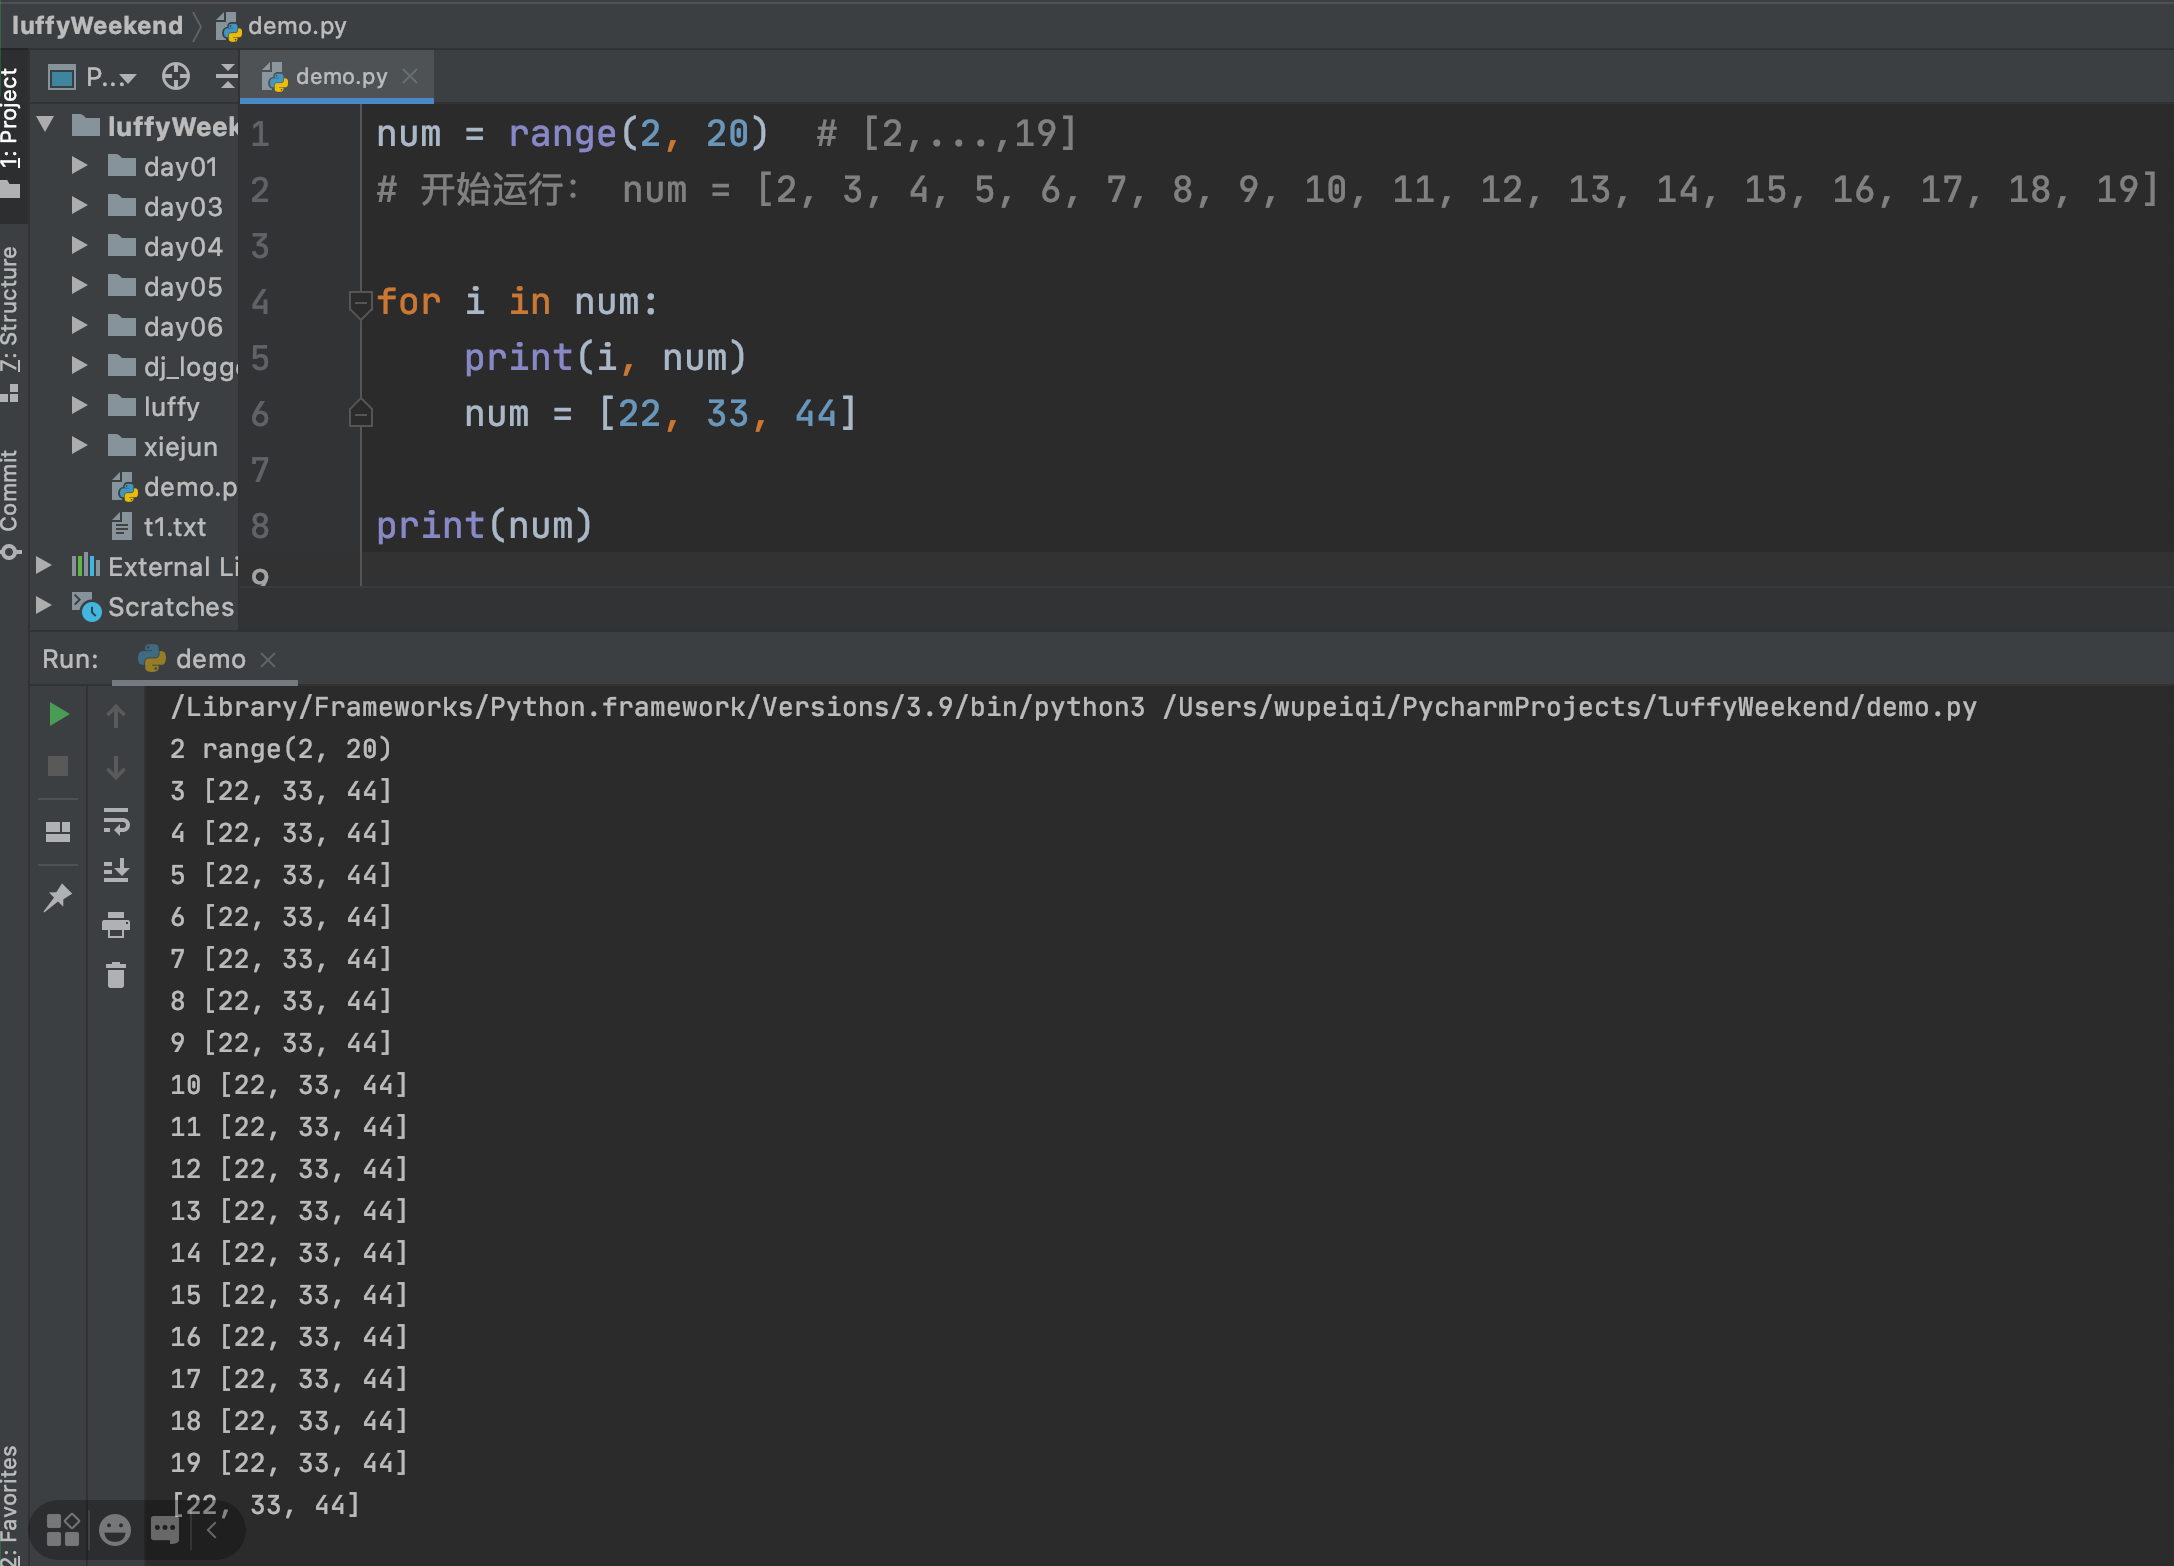 luffyWeekend 〉 demo.py
P...
demo.py
1: Project
7: Structure
Commit
2: Favorites
luffyWeek
day01
day03
day04
day05
day06
dj_logg
luffy
xiejun
demo.p
t1.txt
External Li
Scratches
1 num = range(2, 20)  # [2,...,19]
2 # 开始运行： num = [2, 3, 4, 5, 6, 7, 8, 9, 10, 11, 12, 13, 14, 15, 16, 17, 18, 19]
3
4 for i in num:
5     print(i, num)
6     num = [22, 33, 44]
7
8 print(num)
9
Run: demo
/Library/Frameworks/Python.framework/Versions/3.9/bin/python3 /Users/wupeiqi/PycharmProjects/luffyWeekend/demo.py
2 range(2, 20)
3 [22, 33, 44]
4 [22, 33, 44]
5 [22, 33, 44]
6 [22, 33, 44]
7 [22, 33, 44]
8 [22, 33, 44]
9 [22, 33, 44]
10 [22, 33, 44]
11 [22, 33, 44]
12 [22, 33, 44]
13 [22, 33, 44]
14 [22, 33, 44]
15 [22, 33, 44]
16 [22, 33, 44]
17 [22, 33, 44]
18 [22, 33, 44]
19 [22, 33, 44]
[22, 33, 44]